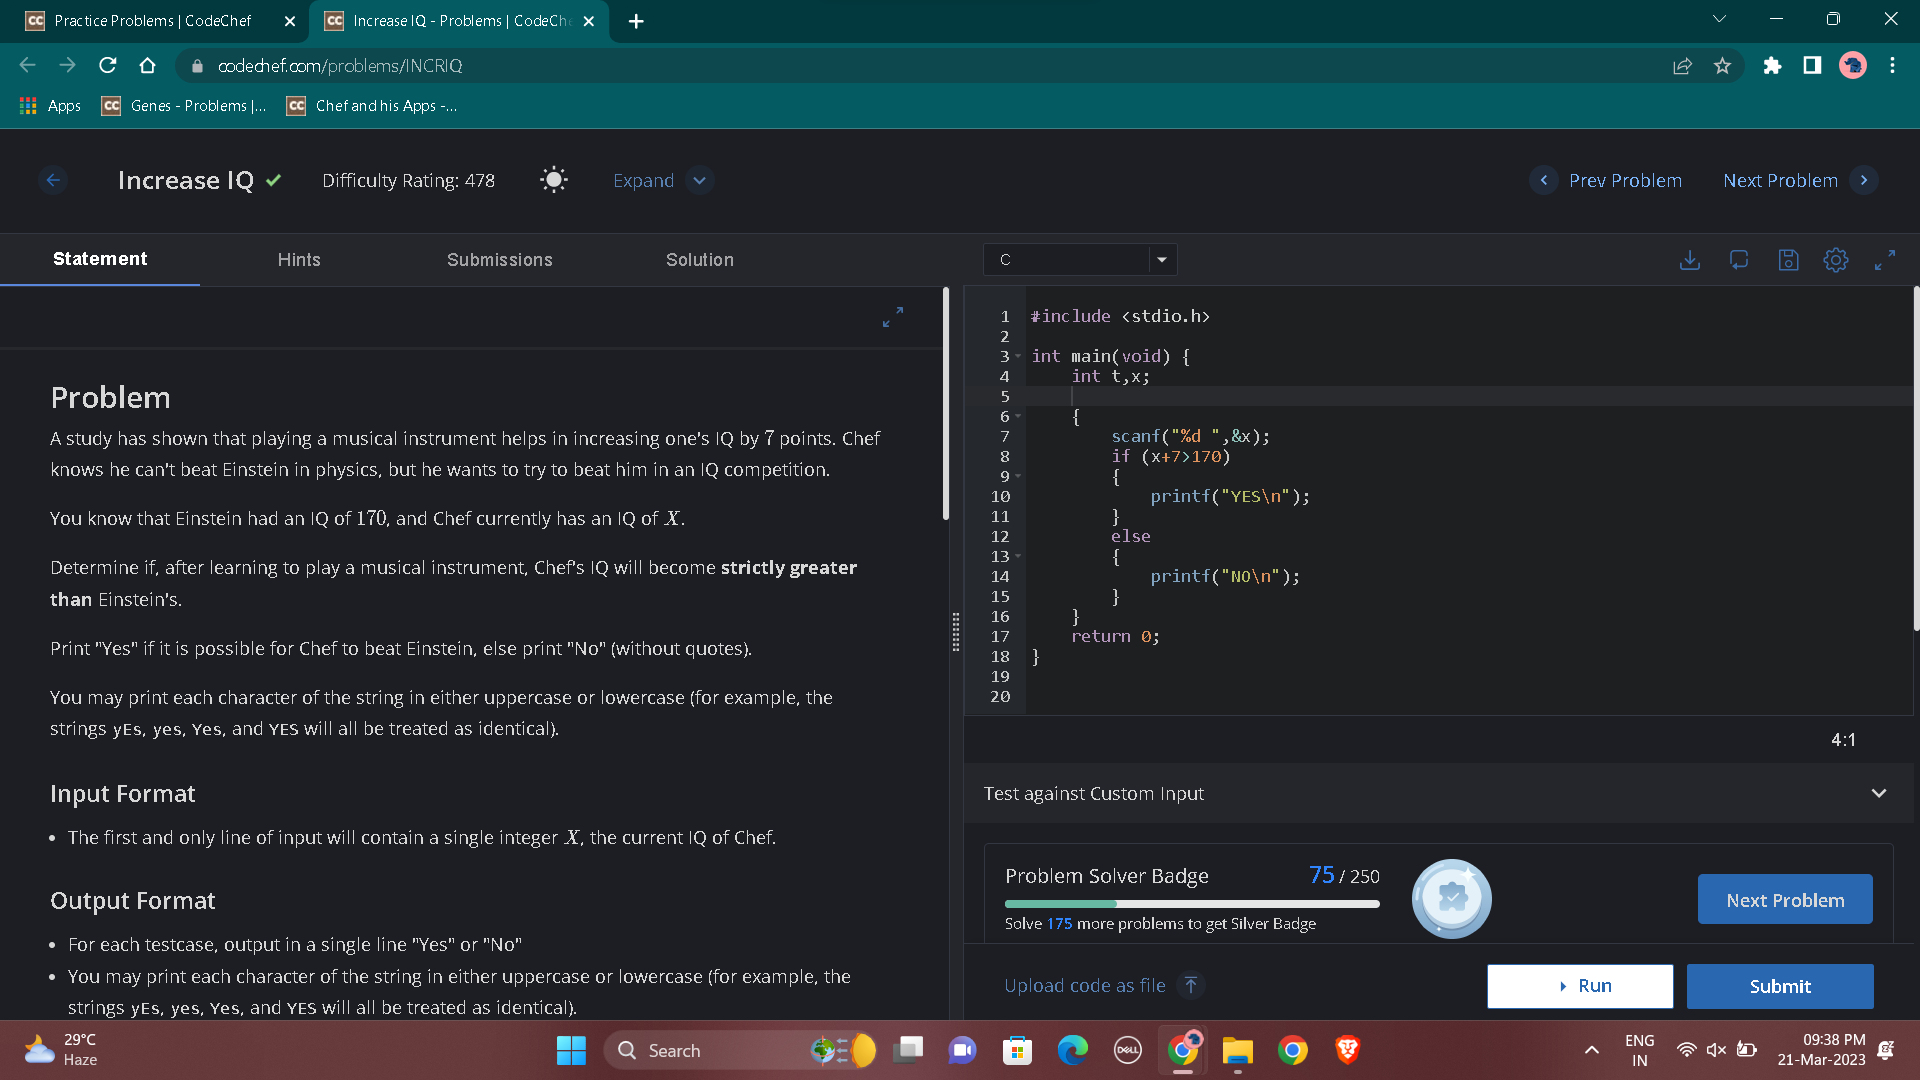 Practice Problems | CodeChef
Increase IQ - Problems | CodeChe
codechef.com/problems/INCRIQ
Apps
Genes - Problems |...
Chef and his Apps -...
Increase IQ
Difficulty Rating: 478
Expand
Prev Problem
Next Problem
Statement
Hints
Submissions
Solution
C
Problem
A study has shown that playing a musical instrument helps in increasing one's IQ by 7 points. Chef
knows he can't beat Einstein in physics, but he wants to try to beat him in an IQ competition.
You know that Einstein had an IQ of 170, and Chef currently has an IQ of X.
Determine if, after learning to play a musical instrument, Chef's IQ will become strictly greater
than Einstein's.
Print "Yes" if it is possible for Chef to beat Einstein, else print "No" (without quotes).
You may print each character of the string in either uppercase or lowercase (for example, the
strings yEs, yes, Yes, and YES will all be treated as identical).
Input Format
• The first and only line of input will contain a single integer X, the current IQ of Chef.
Output Format
• For each testcase, output in a single line "Yes" or "No"
• You may print each character of the string in either uppercase or lowercase (for example, the
strings yEs, yes, Yes, and YES will all be treated as identical).
1 #include <stdio.h>
2
3 int main(void) {
4 int t,x;
5
6 {
7 scanf("%d ",&x);
8 if (x+7>170)
9 {
10 printf("YES\n");
11 }
12 else
13 {
14 printf("NO\n");
15 }
16 }
17 return 0;
18 }
19
20
4:1
Test against Custom Input
Problem Solver Badge
75 / 250
Solve 175 more problems to get Silver Badge
Next Problem
Upload code as file
Run
Submit
29°C
Haze
Search
DELL
ENG
IN
09:38 PM
21-Mar-2023